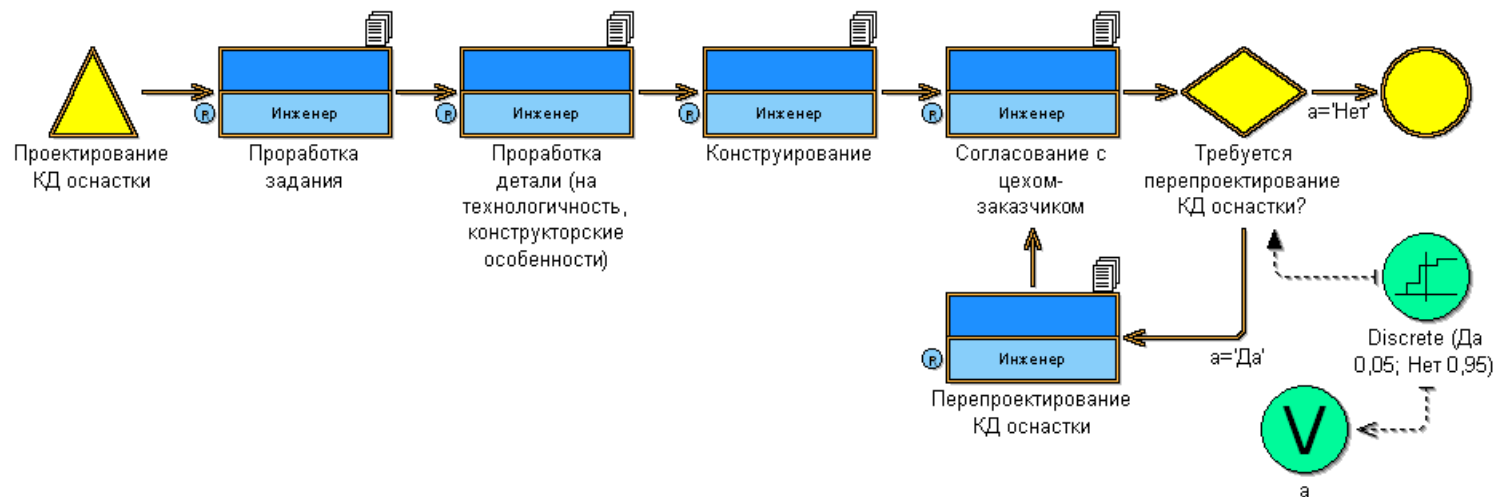 Проектирование
КД оснастки
R
Инженер
Проработка
задания
R
Инженер
Проработка
детали (на
технологичность,
конструкторские
особенности)
R
Инженер
Конструирование
R
Инженер
Согласование с
цехом-
заказчиком
Требуется
перепроектирование
КД оснастки?
a='Нет'
a='Да'
R
Инженер
Перепроектирование
КД оснастки
Discrete (Да
0,05; Нет 0,95)
V
a